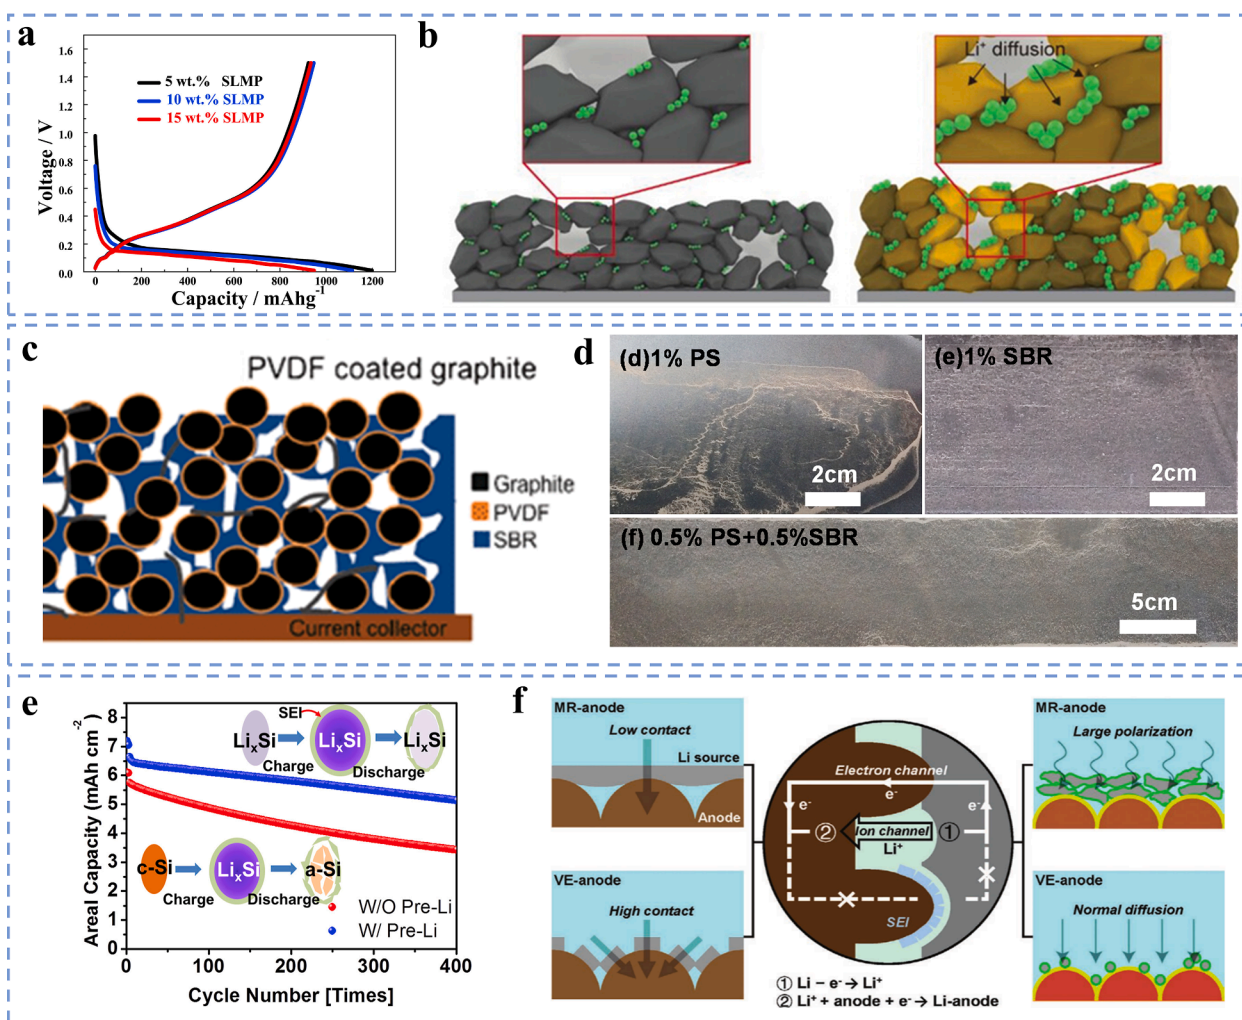 a
1.6
1.4
1.2
1.0
0.8
0.6
0.4
0.2
0.0
Voltage / V
5 wt.% SLMP
10 wt.% SLMP
15 wt.% SLMP
0
200
400
600
800
1000
1200
Capacity / mAhg⁻¹
b
Li⁺ diffusion
c
PVDF coated graphite
Graphite
PVDF
SBR
Current collector
d
(d)1% PS
2cm
(e)1% SBR
2cm
(f) 0.5% PS+0.5%SBR
5cm
e
Areal Capacity (mAh cm⁻²)
8
7
6
5
4
3
2
1
0
SEI
LiₓSi
LiₓSi
LiₓSi
Charge
Discharge
c-Si
LiₓSi
a-Si
Charge
Discharge
W/O Pre-Li
W/ Pre-Li
0
100
200
300
400
Cycle Number [Times]
f
MR-anode
Low contact
Li source
Anode
VE-anode
High contact
Electron channel
e⁻
e⁻
e⁻
②
Ion channel
①
Li⁺
SEI
① Li – e⁻→ Li⁺
② Li⁺ + anode + e⁻→ Li-anode
MR-anode
Large polarization
VE-anode
Normal diffusion